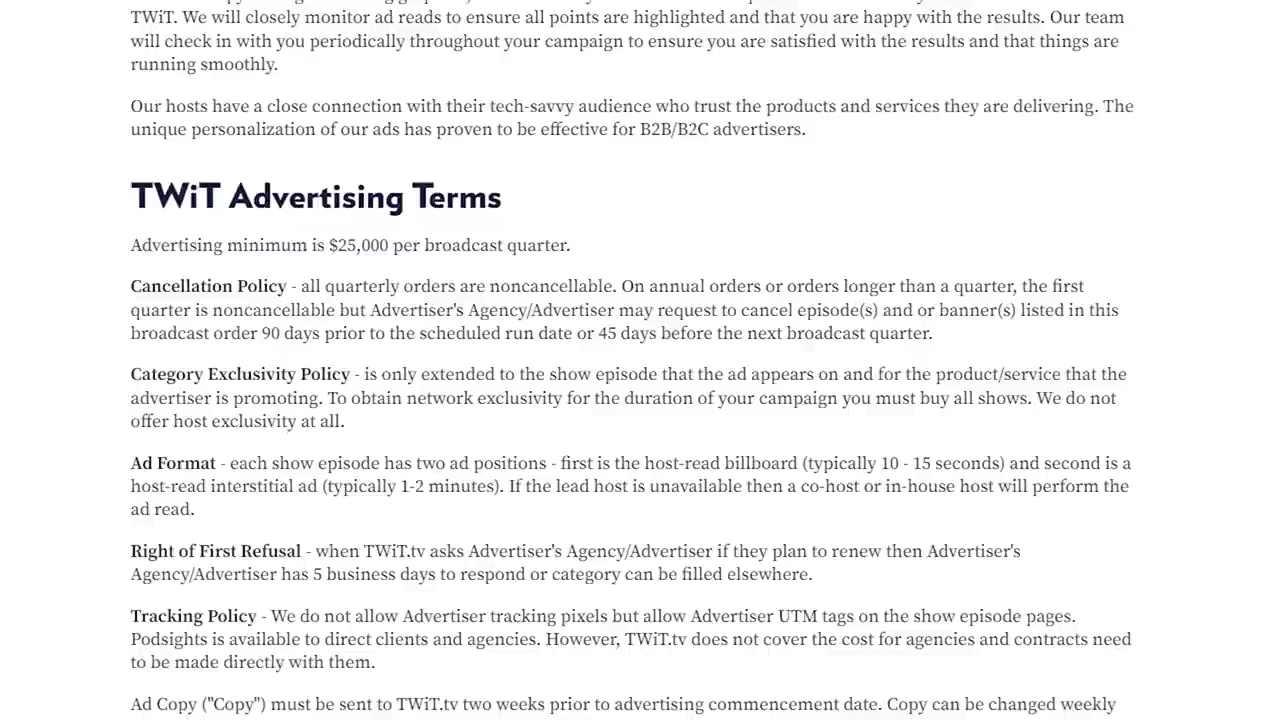 TWiT. We will closely monitor ad reads to ensure all points are highlighted and that you are happy with the results. Our team
will check in with you periodically throughout your campaign to ensure you are satisfied with the results and that things are
running smoothly.
Our hosts have a close connection with their tech-savvy audience who trust the products and services they are delivering. The
unique personalization of our ads has proven to be effective for B2B/B2C advertisers.
TWiT Advertising Terms
Advertising minimum is $25,000 per broadcast quarter.
Cancellation Policy - all quarterly orders are noncancellable. On annual orders or orders longer than a quarter, the first
quarter is noncancellable but Advertiser's Agency/Advertiser may request to cancel episode(s) and or banner(s) listed in this
broadcast order 90 days prior to the scheduled run date or 45 days before the next broadcast quarter.
Category Exclusivity Policy - is only extended to the show episode that the ad appears on and for the product/service that the
advertiser is promoting. To obtain network exclusivity for the duration of your campaign you must buy all shows. We do not
offer host exclusivity at all.
Ad Format - each show episode has two ad positions - first is the host-read billboard (typically 10 - 15 seconds) and second is a
host-read interstitial ad (typically 1-2 minutes). If the lead host is unavailable then a co-host or in-house host will perform the
ad read.
Right of First Refusal - when TWiT.tv asks Advertiser's Agency/Advertiser if they plan to renew then Advertiser's
Agency/Advertiser has 5 business days to respond or category can be filled elsewhere.
Tracking Policy - We do not allow Advertiser tracking pixels but allow Advertiser UTM tags on the show episode pages.
Podsights is available to direct clients and agencies. However, TWiT.tv does not cover the cost for agencies and contracts need
to be made directly with them.
Ad Copy ("Copy") must be sent to TWiT.tv two weeks prior to advertising commencement date. Copy can be changed weekly